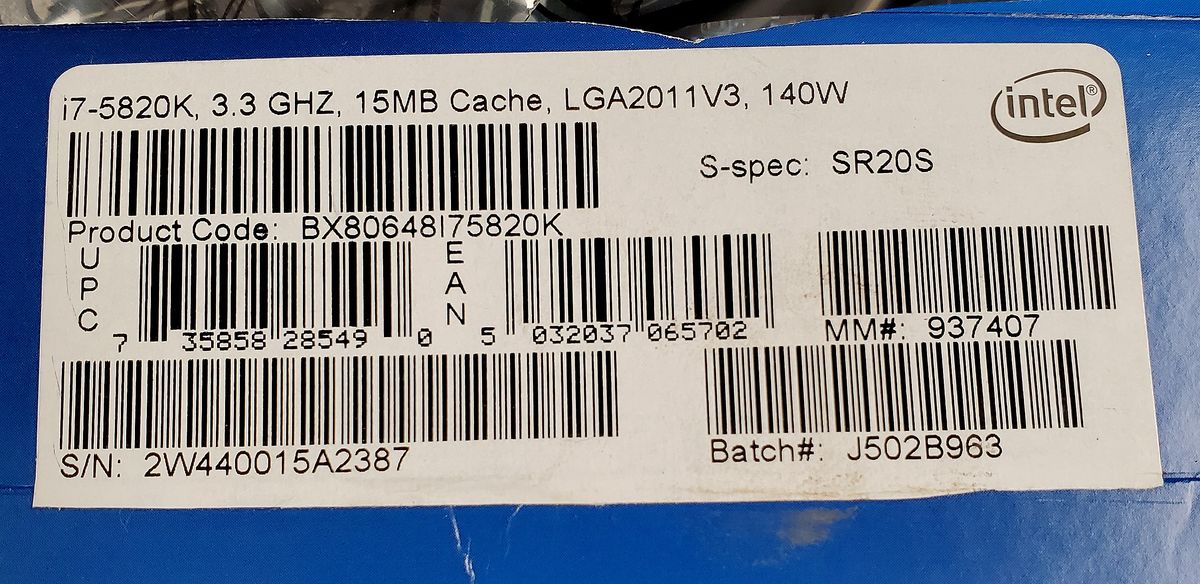 i7-5820K, 3.3 GHZ, 15MB Cache, LGA2011V3, 140W
intel®
S-spec: SR20S
Product Code: BX80648I75820K
UPC
7 35858 28549 0
EAN
5 032037 065702
MM#: 937407
S/N: 2W440015A2387
Batch#: J502B963